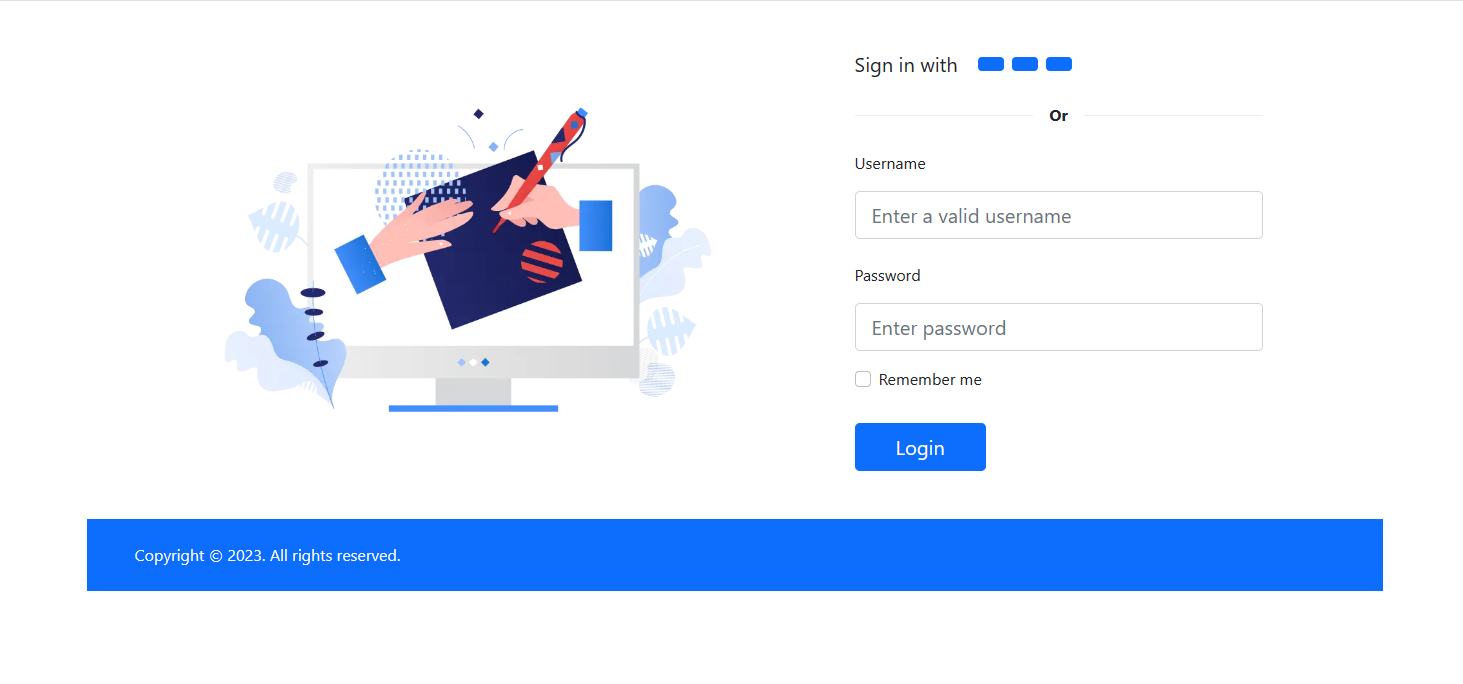 Sign in with
Or
Username
Enter a valid username
Password
Enter password
Remember me
Login
Copyright © 2023. All rights reserved.